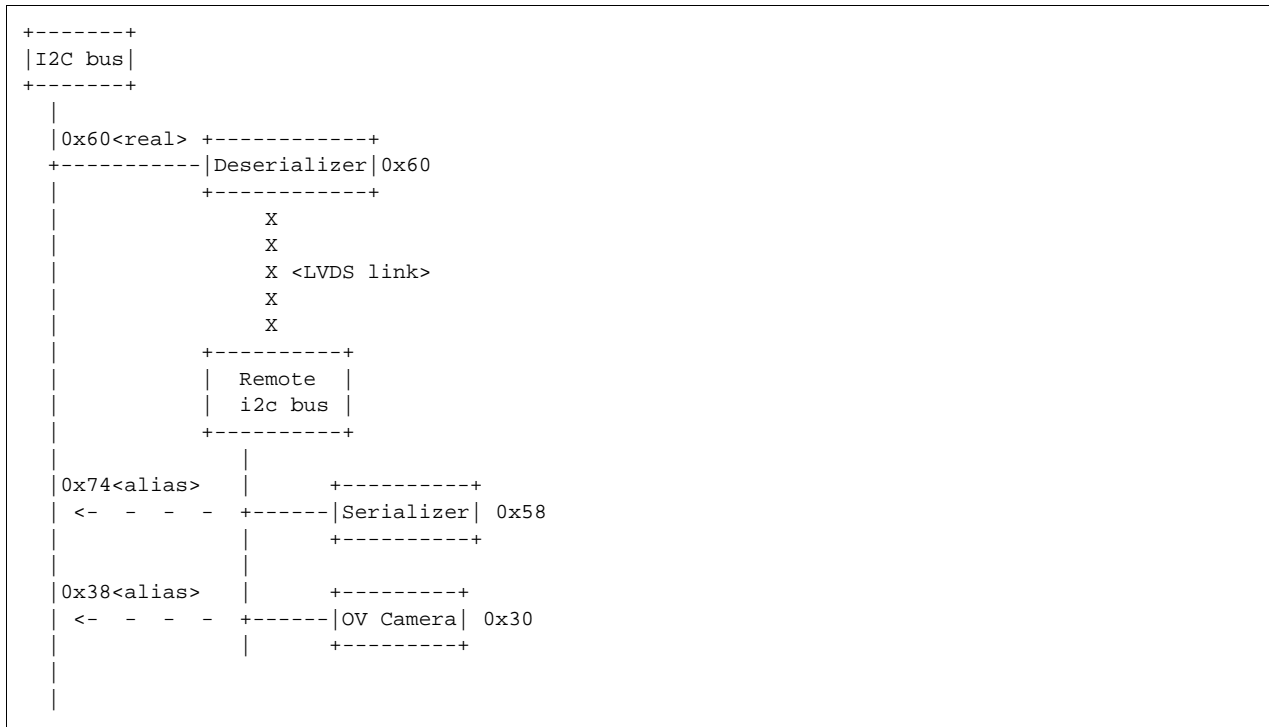 +-------+
|I2C bus|
+-------+
  |
  |0x60<real> +------------+
  +-----------|Deserializer|0x60
  |           +------------+
  |                X
  |                X
  |                X <LVDS link>
  |                X
  |                X
  |           +----------+
  |           |  Remote  |
  |           |  i2c bus |
  |           +----------+
  |              |
  |0x74<alias>   |      +----------+
  | <-  -  -  -  +------|Serializer| 0x58
  |              |      +----------+
  |              |
  |0x38<alias>   |      +---------+
  | <-  -  -  -  +------|OV Camera| 0x30
  |              |      +---------+
  |
  |